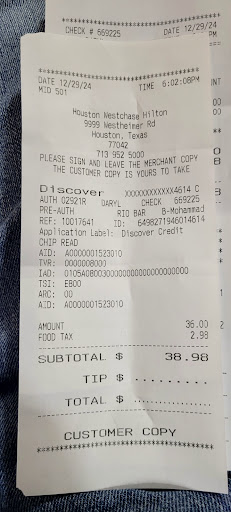 CHECK # 669225 DATE 12/29/24
PM
DATE 12/29/24 TIME 6:02:08PM
MID 501
Houston Westchase Hilton
9999 Westheimer Rd
Houston, Texas
77042
713 952 5000
PLEASE SIGN AND LEAVE THE MERCHANT COPY
THE CUSTOMER COPY IS YOURS TO TAKE
Discover XXXXXXXXXXXX4614 C
AUTH 02921R DARYL CHECK 669225
PRE-AUTH RIO BAR B-Mohammad
REF: 10017641 ID: 6498271946014614
Application Label: Discover Credit
CHIP READ
AID: A0000001523010
TVR: 0000008000
IAD: 0105A08003000000000000000000
TSI: E800
ARC: 00
AID: A0000001523010
AMOUNT 36.00
FOOD TAX 2.98
SUBTOTAL $ 38.98
TIP $ .........
TOTAL $ .........
CUSTOMER COPY